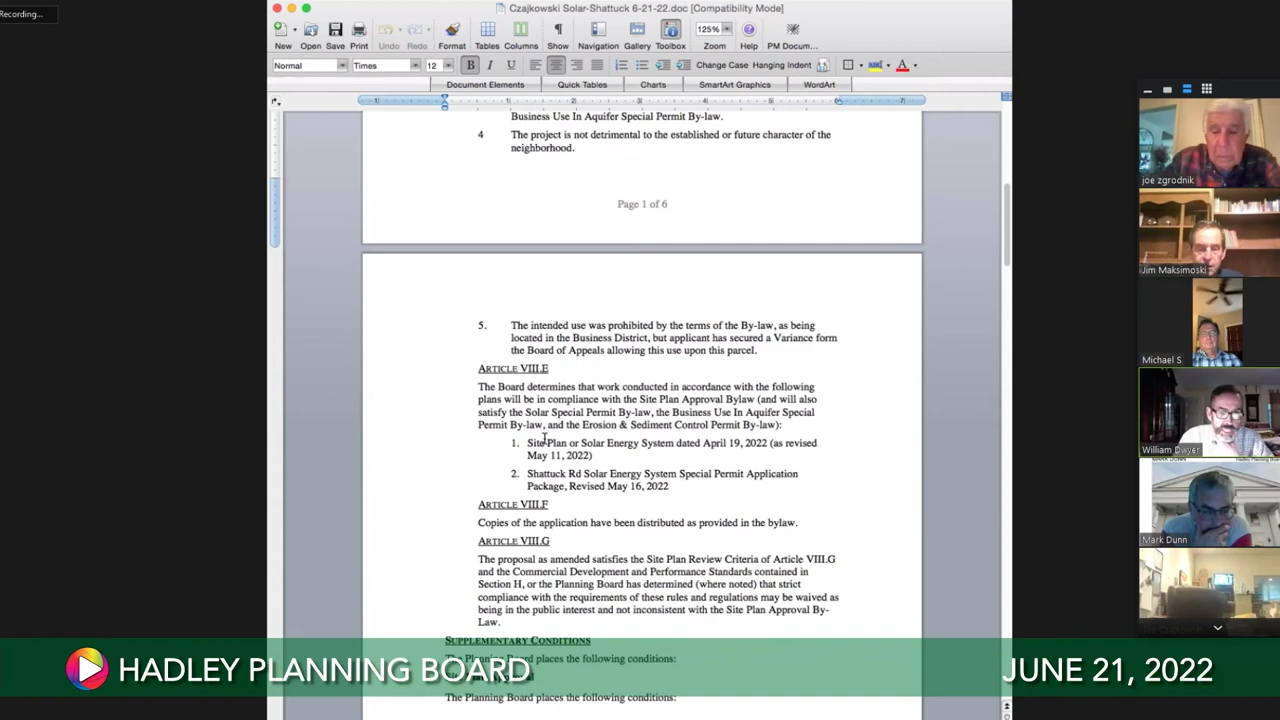 Recording...
Czajkowski Solar-Shattuck 6-21-22.doc [Compatibility Mode]
New Open Save Print Undo Redo Format Tables Columns Show Navigation Gallery Toolbox Zoom Help PM Docum...
125%
Normal Times 12 B I U Change Case Hanging Indent
Document Elements Quick Tables Charts SmartArt Graphics WordArt
Business Use In Aquifer Special Permit By-law.
4 The project is not detrimental to the established or future character of the
neighborhood.
Page 1 of 6
5. The intended use was prohibited by the terms of the By-law, as being
located in the Business District, but applicant has secured a Variance form
the Board of Appeals allowing this use upon this parcel.
ARTICLE VIII.E
The Board determines that work conducted in accordance with the following
plans will be in compliance with the Site Plan Approval Bylaw (and will also
satisfy the Solar Special Permit By-law, the Business Use In Aquifer Special
Permit By-law, and the Erosion & Sediment Control Permit By-law):
1. Site Plan or Solar Energy System dated April 19, 2022 (as revised
May 11, 2022)
2. Shattuck Rd Solar Energy System Special Permit Application
Package, Revised May 16, 2022
ARTICLE VIII.F
Copies of the application have been distributed as provided in the bylaw.
ARTICLE VIII.G
The proposal as amended satisfies the Site Plan Review Criteria of Article VIII.G
and the Commercial Development and Performance Standards contained in
Section H, or the Planning Board has determined (where noted) that strict
compliance with the requirements of these rules and regulations may be waived as
being in the public interest and not inconsistent with the Site Plan Approval By-
Law.
SUPPLEMENTARY CONDITIONS
The Planning Board places the following conditions:
The Planning Board places the following conditions:
joe zgrodnik
Jim Maksimoski
Michael S
William Dwyer
MARK DUNN Hadley Planning Boar
Mark Dunn
HADLEY PLANNING BOARD
JUNE 21, 2022